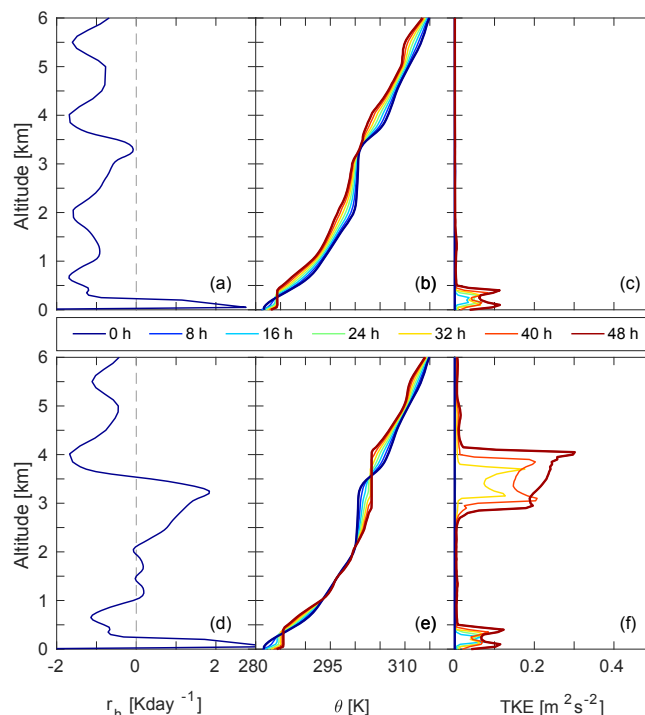 6
5
4
3
2
1
0
Altitude [km]
(a) (b) (c)
0 h 8 h 16 h 24 h 32 h 40 h 48 h
6
5
4
3
2
1
0
Altitude [km]
(d) (e) (f)
-2 0 2 280 295 310 0 0.2 0.4
r_h [Kday^-1] θ [K] TKE [m^2 s^-2]